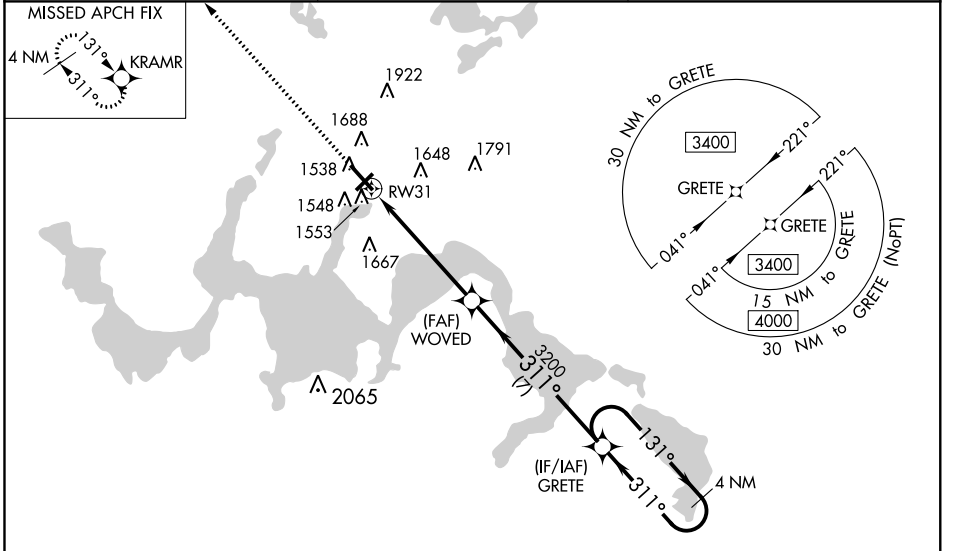 MISSED APCH FIX
4 NM
131°
311°
KRAMR
1922
1688
1538
1648
1791
1548
RW31
1553
1667
2065
(FAF)
WOVED
3200
311°
(7)
(IF/IAF)
GRETE
131°
311°
4 NM
30 NM to GRETE
3400
221°
GRETE
041°
221°
GRETE
041°
3400
15 NM to GRETE
4000
30 NM to GRETE (NoPT)